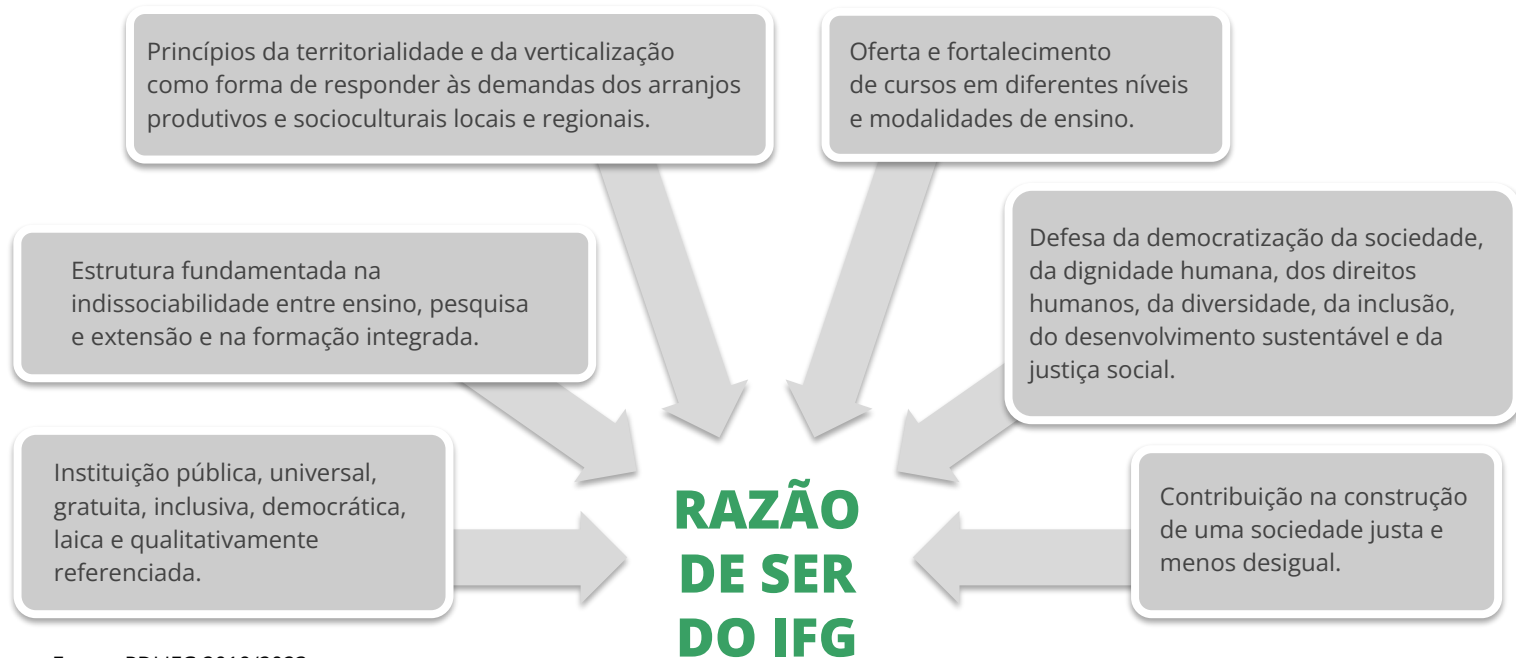 Princípios da territorialidade e da verticalização
como forma de responder às demandas dos arranjos
produtivos e socioculturais locais e regionais.
Oferta e fortalecimento
de cursos em diferentes níveis
e modalidades de ensino.
Estrutura fundamentada na
indissociabilidade entre ensino, pesquisa
e extensão e na formação integrada.
Defesa da democratização da sociedade,
da dignidade humana, dos direitos
humanos, da diversidade, da inclusão,
do desenvolvimento sustentável e da
justiça social.
Instituição pública, universal,
gratuita, inclusiva, democrática,
laica e qualitativamente
referenciada.
Contribuição na construção
de uma sociedade justa e
menos desigual.
RAZÃO
DE SER
DO IFG